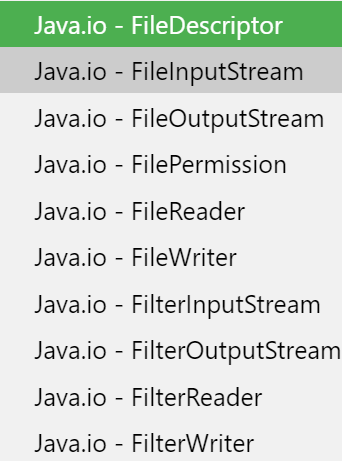 Java.io - FileDescriptor
Java.io - FileInputStream
Java.io - FileOutputStream
Java.io - FilePermission
Java.io - FileReader
Java.io - FileWriter
Java.io - FilterInputStream
Java.io - FilterOutputStream
Java.io - FilterReader
Java.io - FilterWriter